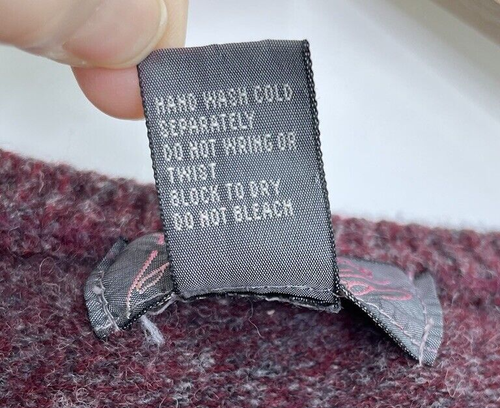 HAND WASH COLD
SEPARATELY
DO NOT WRING OR
TWIST
BLOCK TO DRY
DO NOT BLEACH